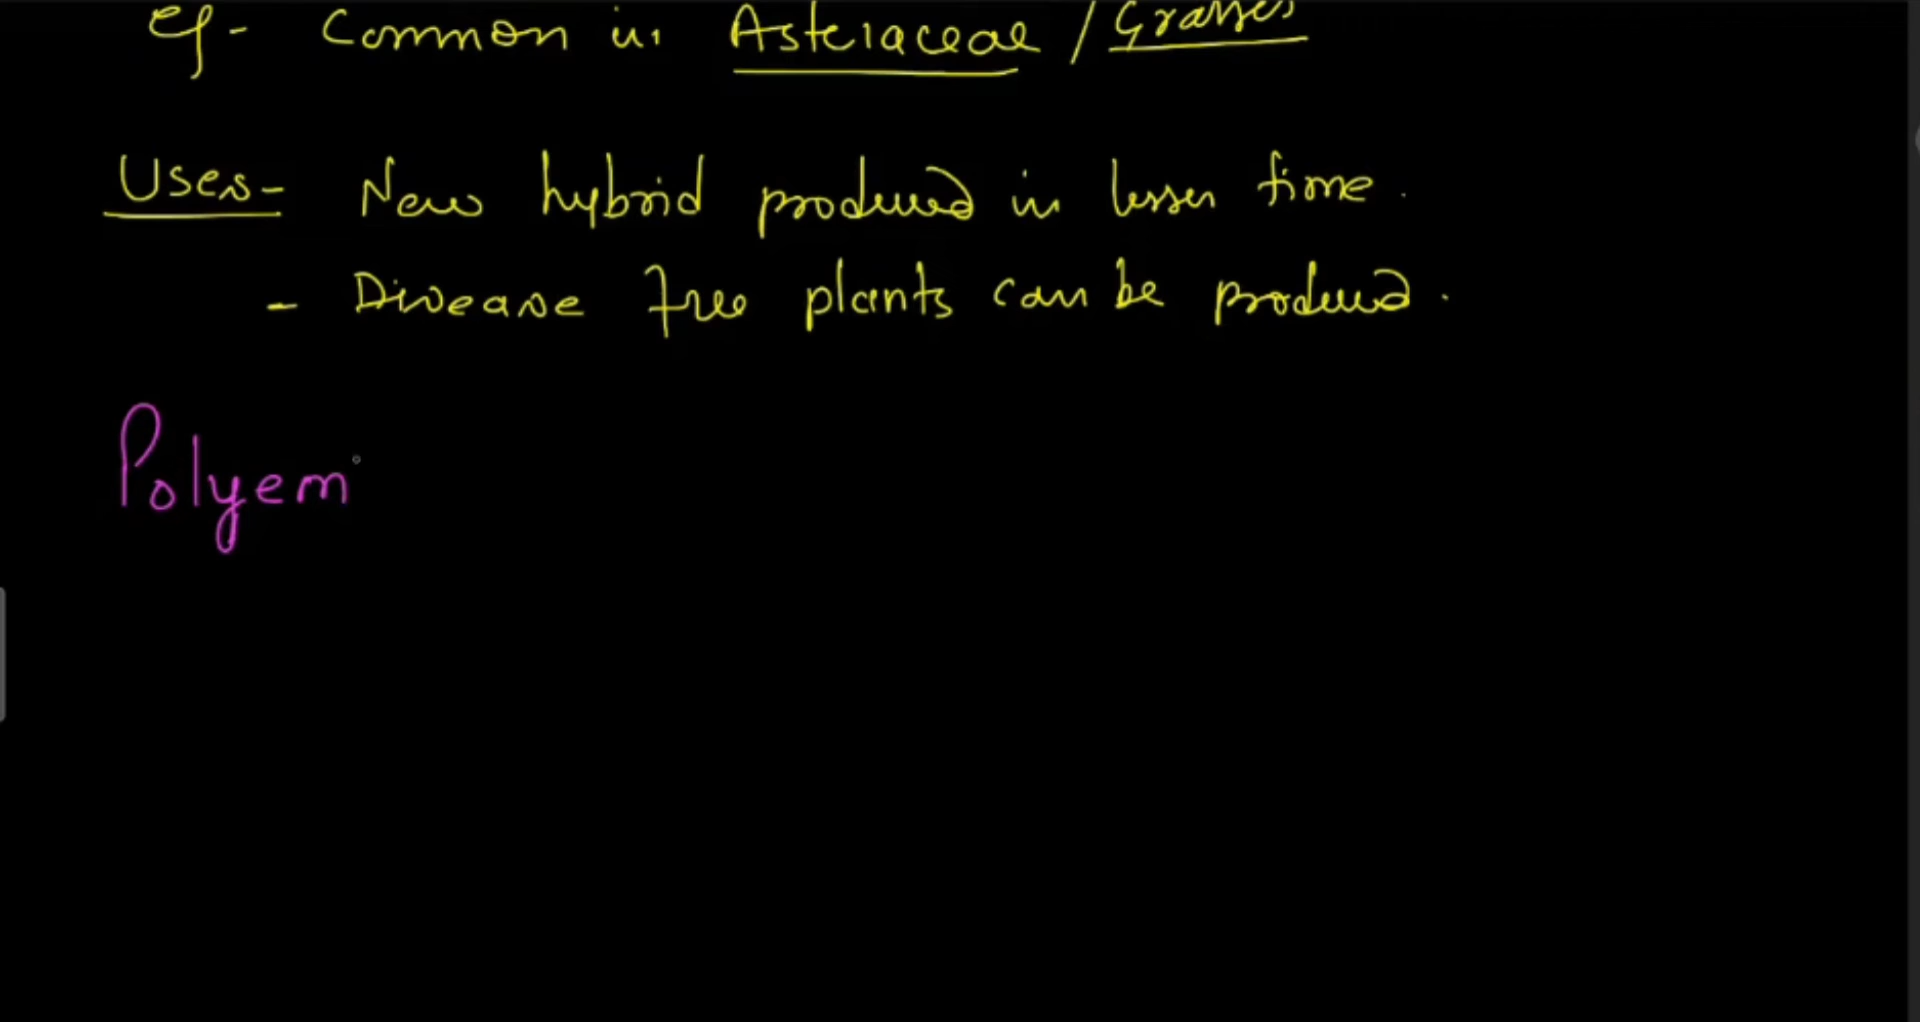 eg- Common in Asteraceae / Grasses
Uses- New hybrid produced in lesser time.
- Disease free plants can be produced.
Polyem